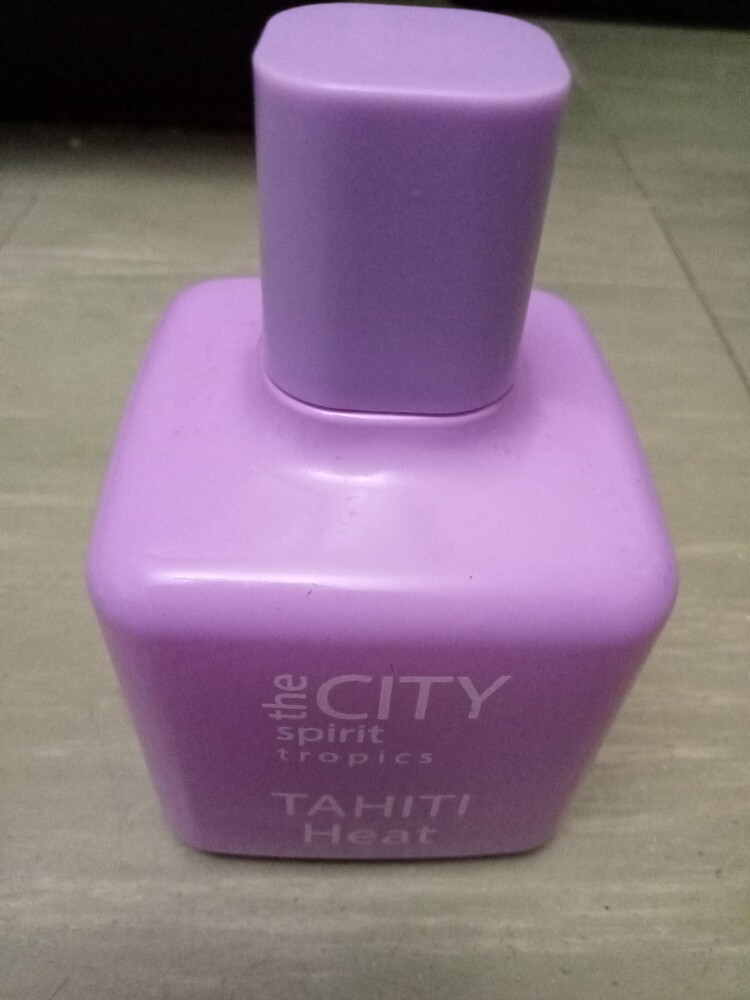 the CITY
spirit
tropics
TAHITI
Heat